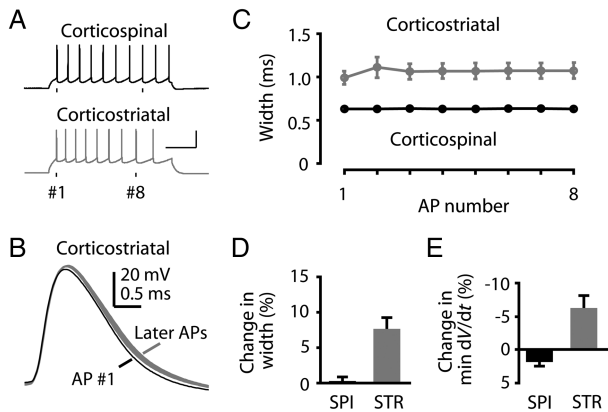 A
Corticospinal
Corticostriatal
#1 #8
B
Corticostriatal
20 mV
0.5 ms
Later APs
AP #1
C
Corticostriatal
1.5
1.0
0.5
0
Width (ms)
Corticospinal
1 8
AP number
D
15
10
5
0
Change in
width (%)
SPI STR
E
-10
-5
0
5
Change in
min dV/dt (%)
SPI STR